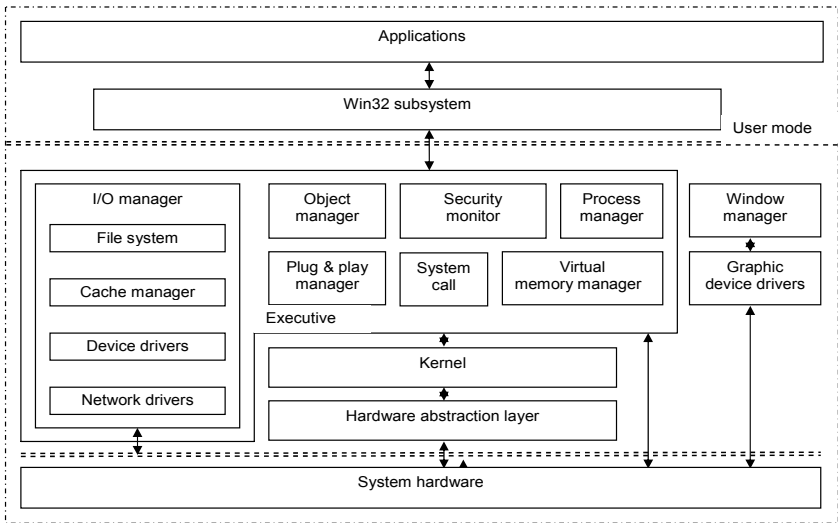 Applications
Win32 subsystem
User mode
I/O manager
File system
Cache manager
Device drivers
Network drivers
Object
manager
Security
monitor
Process
manager
Window
manager
Plug & play
manager
System
call
Virtual
memory manager
Graphic
device drivers
Executive
Kernel
Hardware abstraction layer
System hardware